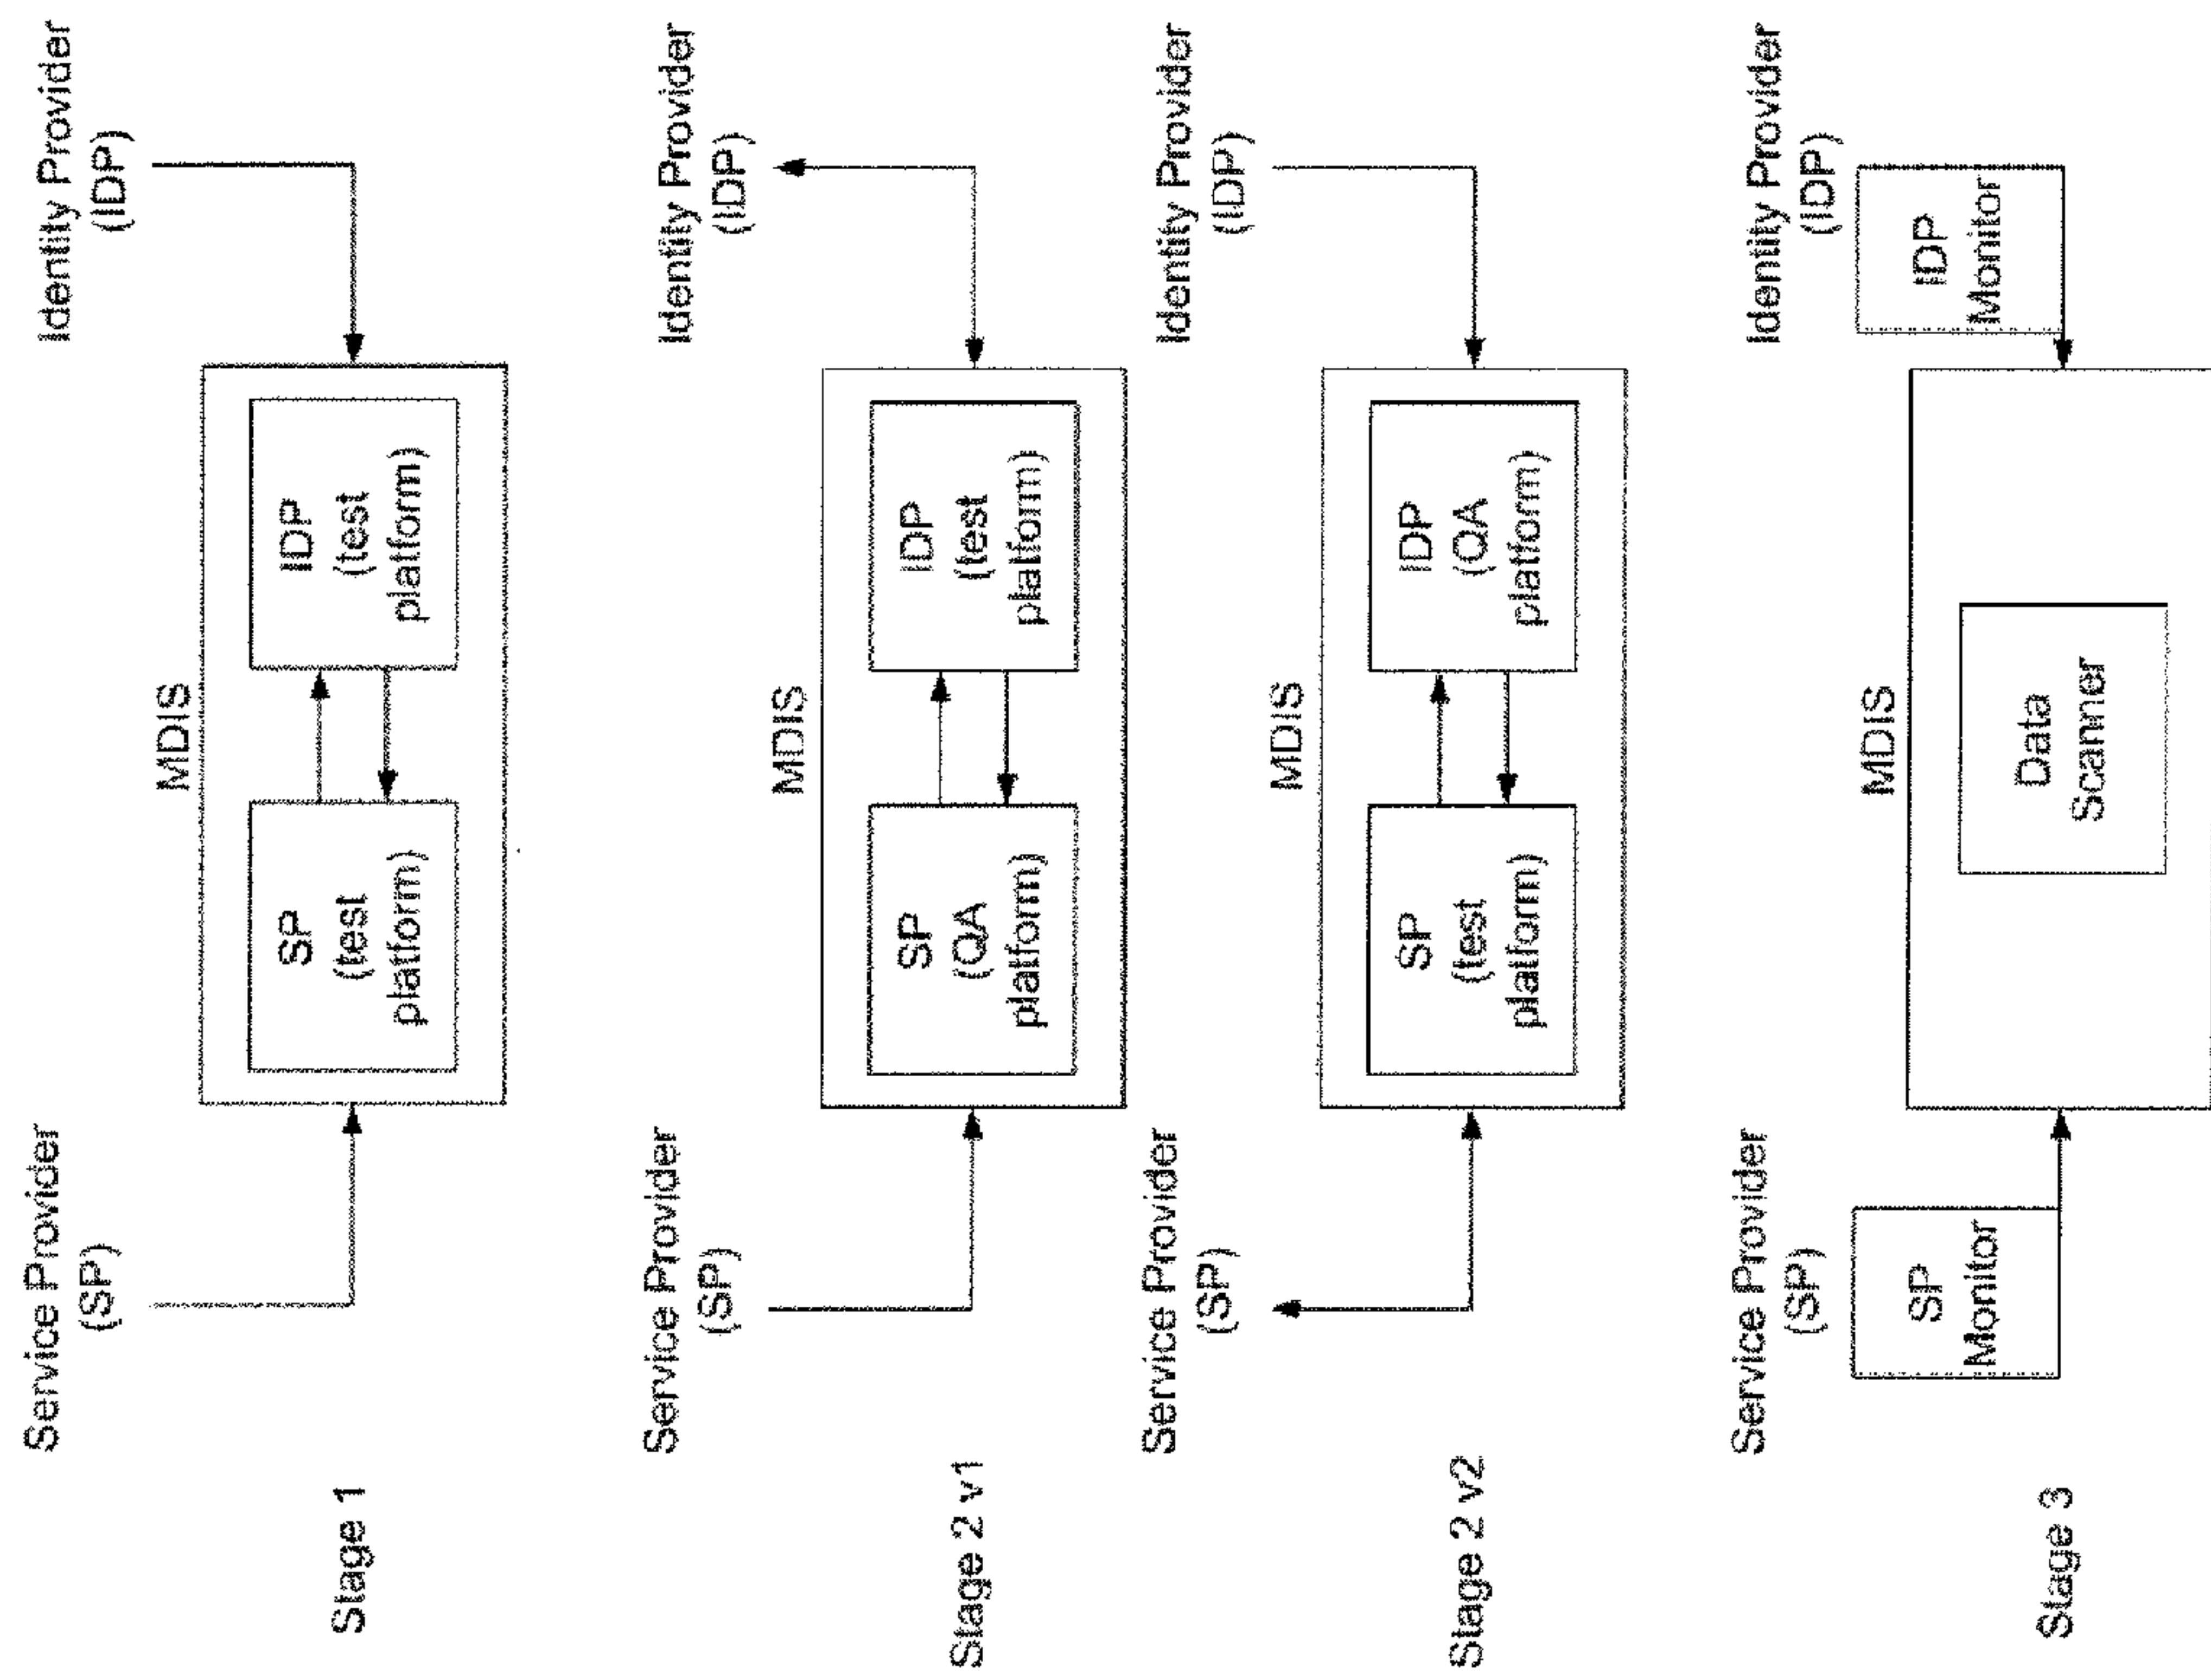 Service Provider
(SP)
Identity Provider
(IDP)
MDIS
Stage 1
SP
(test
platform)
IDP
(test
platform)
Service Provider
(SP)
Identity Provider
(IDP)
MDIS
Stage 2 v1
SP
(QA
platform)
IDP
(test
platform)
Service Provider
(SP)
Identity Provider
(IDP)
MDIS
Stage 2 v2
SP
(test
platform)
IDP
(QA
platform)
Service Provider
(SP)
Identity Provider
(IDP)
SP
Monitor
IDP
Monitor
MDIS
Stage 3
Data
Scanner